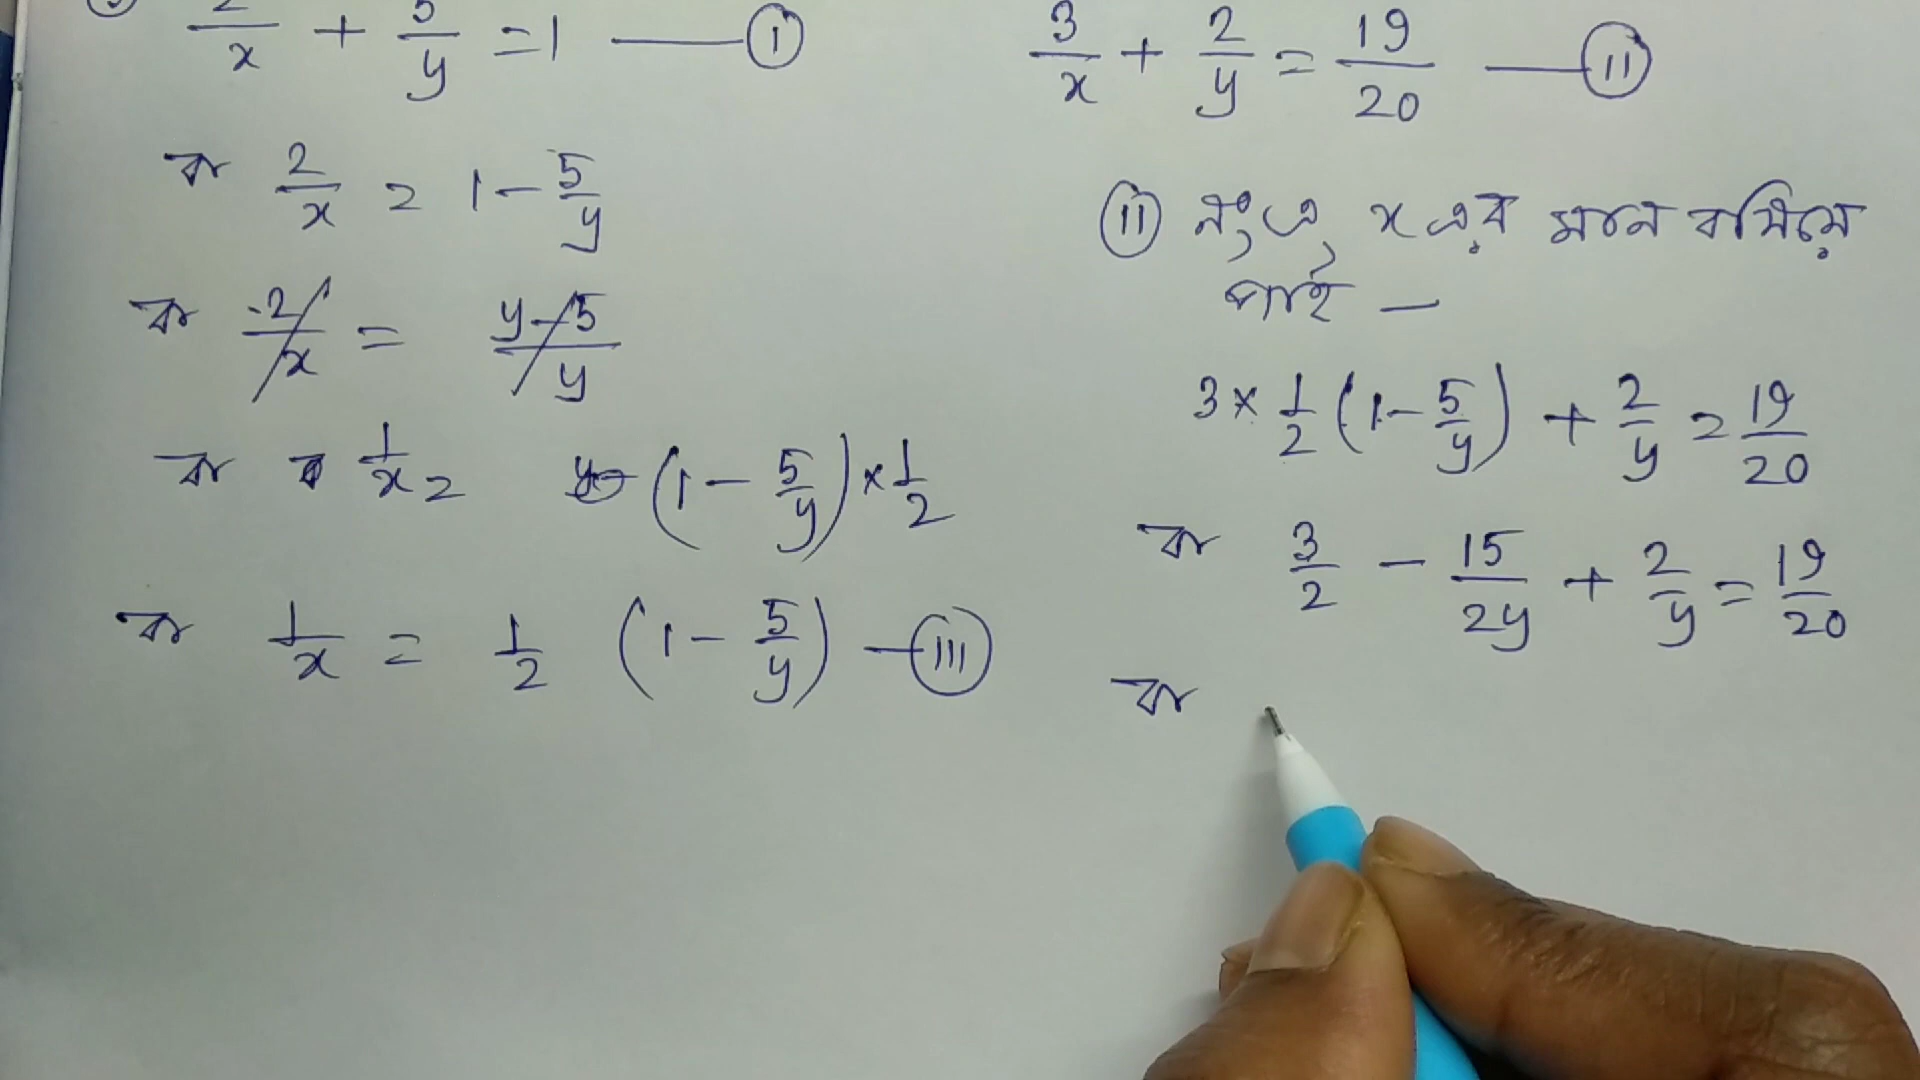 2/x + 5/y = 1 — (I)
বা 2/x = 1 - 5/y
বা 2/x = y-5/y
বা 1/x = (1 - 5/y) × 1/2
বা 1/x = 1/2 (1 - 5/y) — (III)
3/x + 2/y = 19/20 — (II)
(II) নং এ, x এর মান বসিয়ে
পাই —
3 × 1/2 (1 - 5/y) + 2/y = 19/20
বা 3/2 - 15/2y + 2/y = 19/20
বা